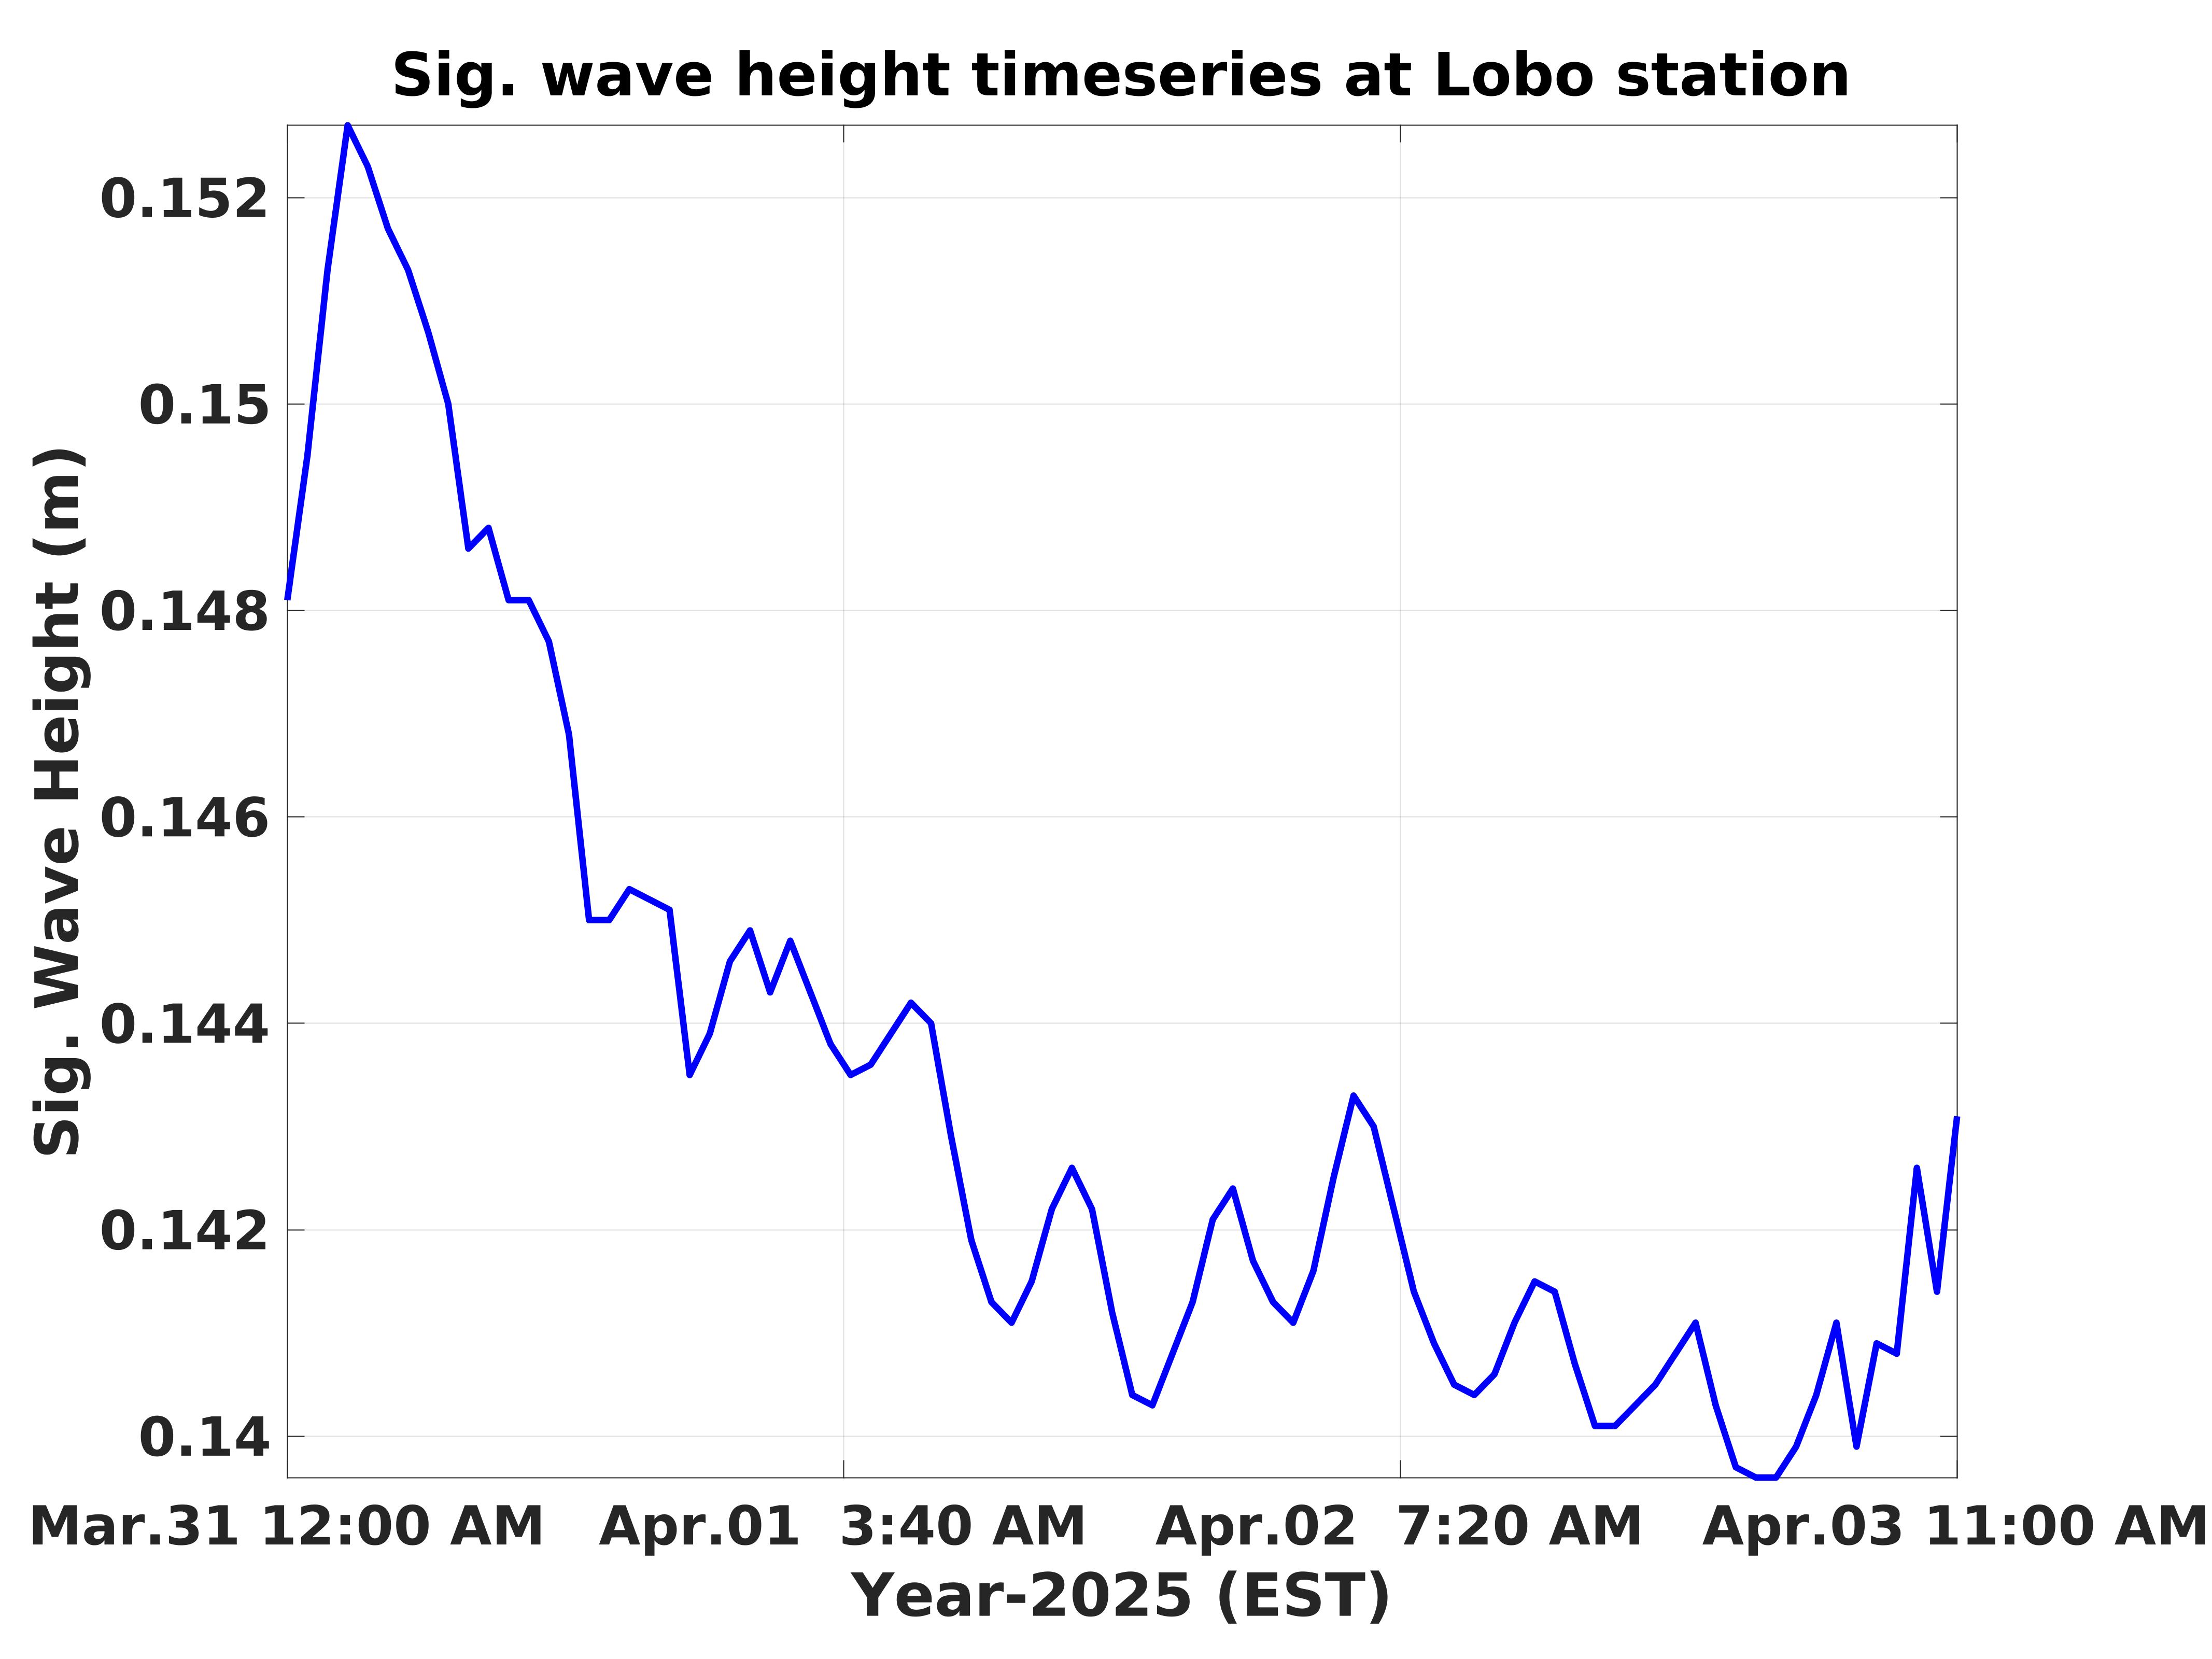 Sig. wave height timeseries at Lobo station
Sig. Wave Height (m)
0.152
0.15
0.148
0.146
0.144
0.142
0.14
Mar.31 12:00 AM Apr.01 3:40 AM Apr.02 7:20 AM Apr.03 11:00 AM
Year-2025 (EST)